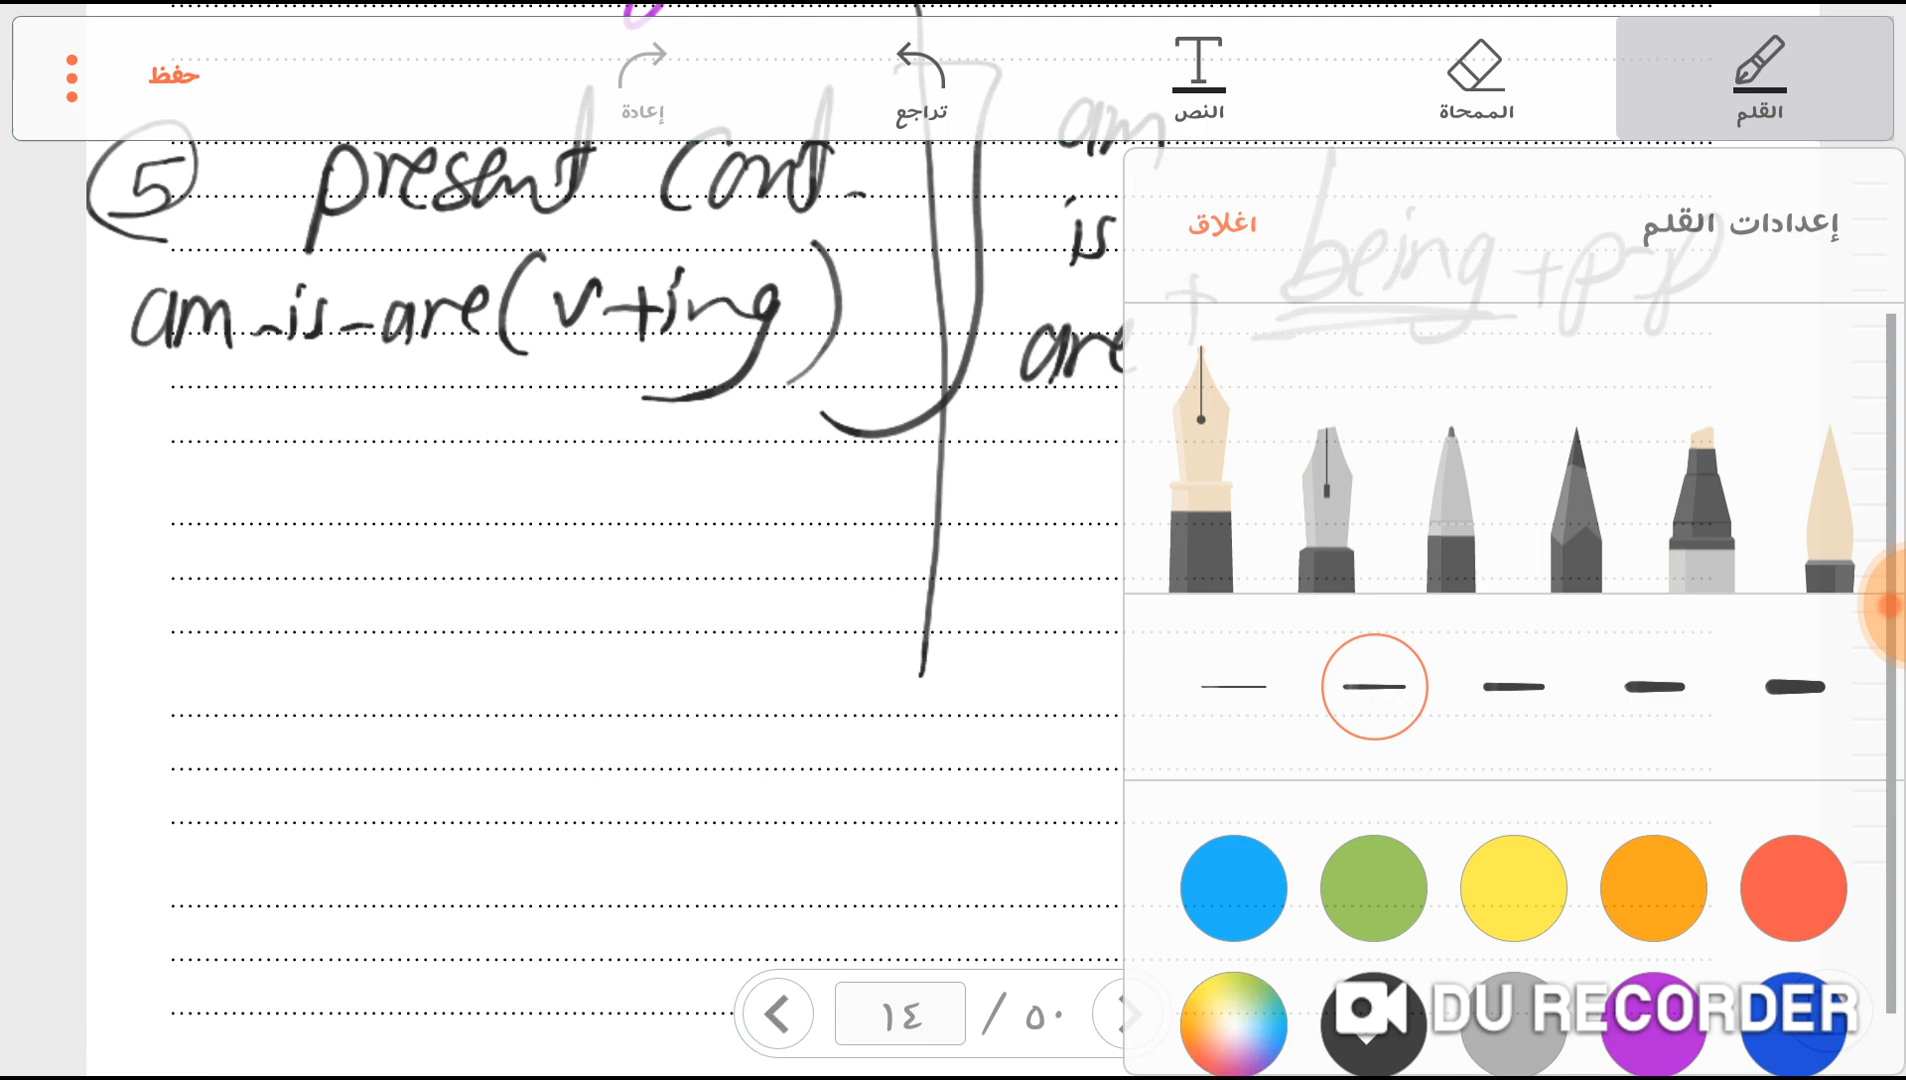 حفظ
إعادة
تراجع
النص
الممحاة
القلم
إعدادات القلم
اغلاق
5 present Cont.
am - is - are (v+ing)
am
is
are
+ being + p.p
١٤ / ٥٠
DU RECORDER